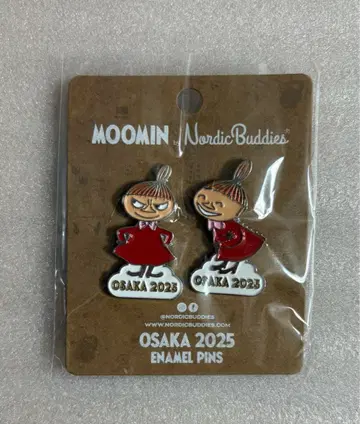 MOOMIN NordicBuddies®
OSAKA 2025 OSAKA 2025
@NORDICBUDDIES
WWW.NORDICBUDDIES.COM
OSAKA 2025
ENAMEL PINS